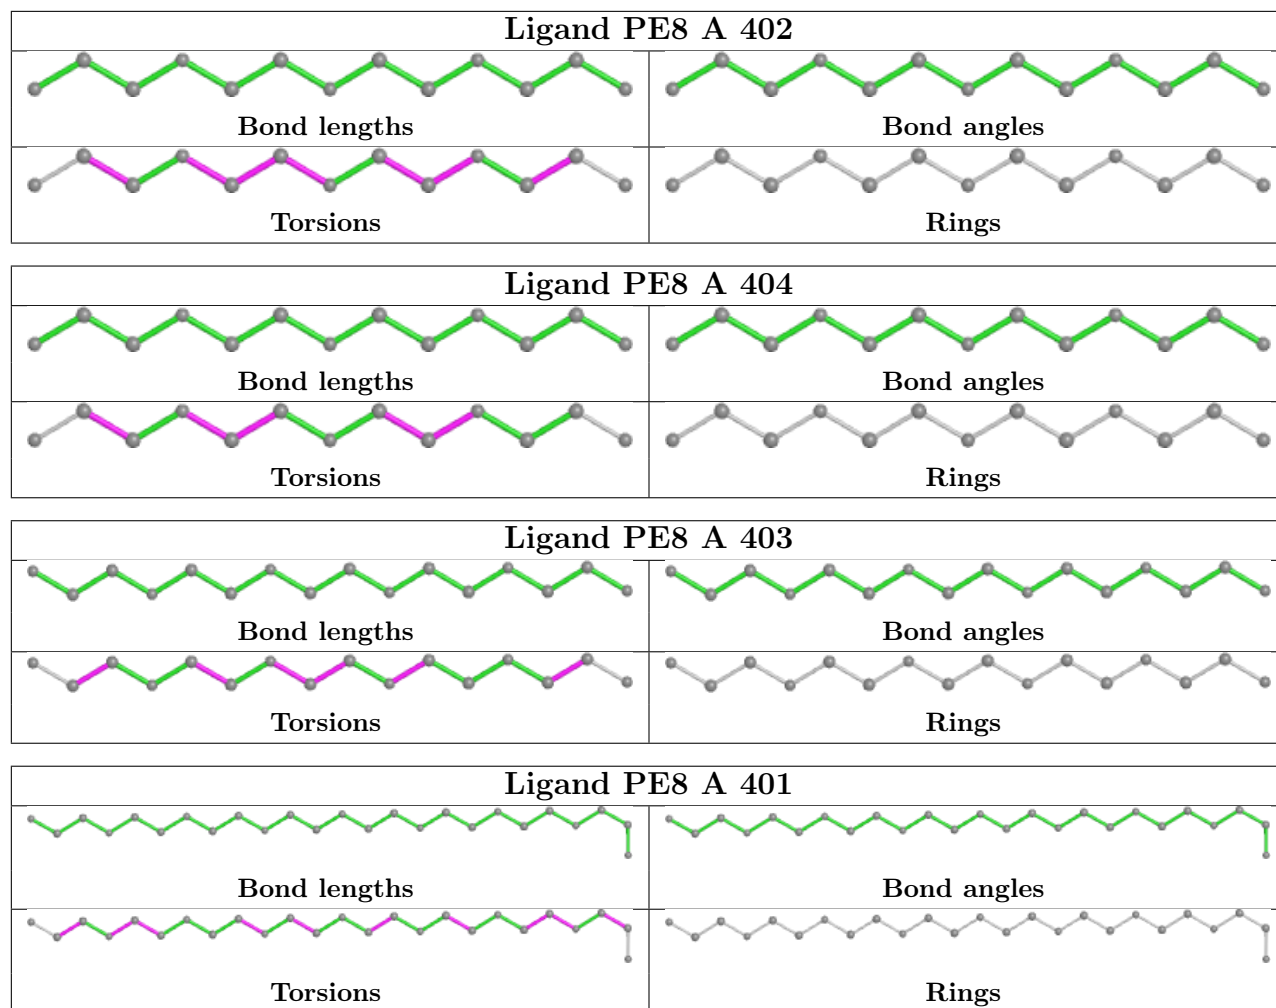 Ligand PE8 A 402
Bond lengths Bond angles
Torsions Rings
Ligand PE8 A 404
Bond lengths Bond angles
Torsions Rings
Ligand PE8 A 403
Bond lengths Bond angles
Torsions Rings
Ligand PE8 A 401
Bond lengths Bond angles
Torsions Rings